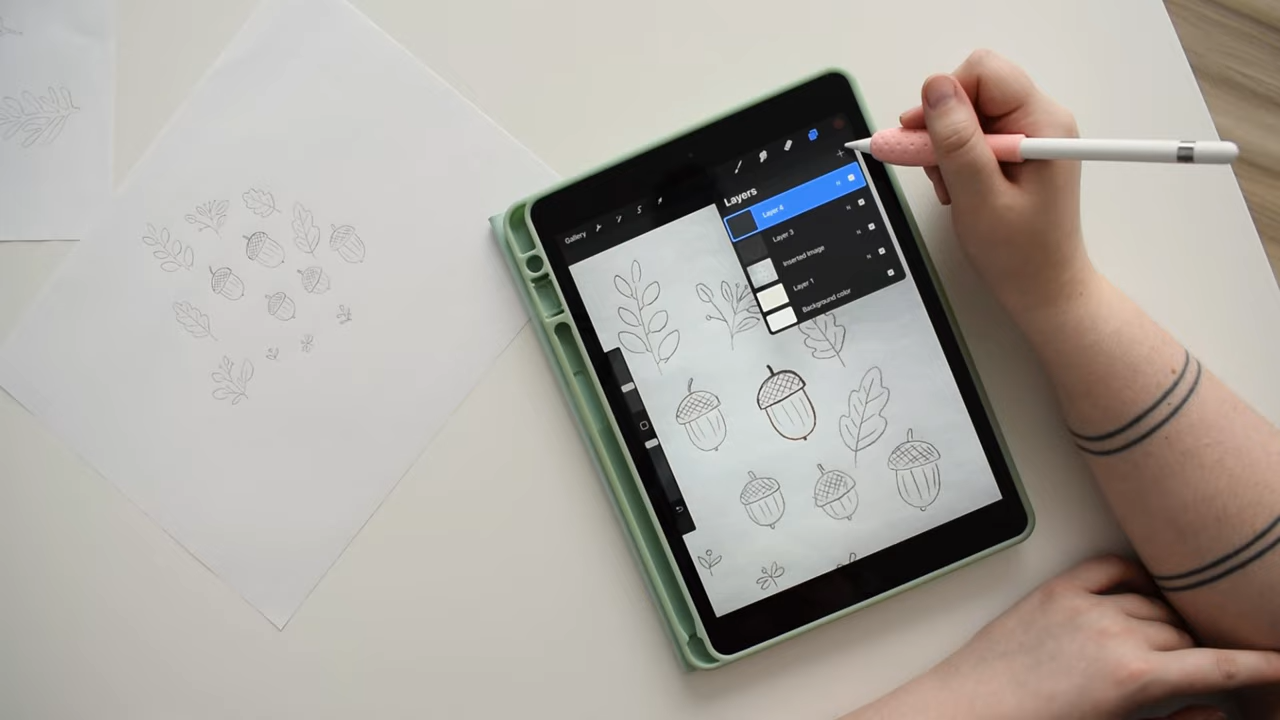 Gallery
Layers
Layer 4
N
Layer 3
N
Inserted Image
N
Layer 1
N
Background color